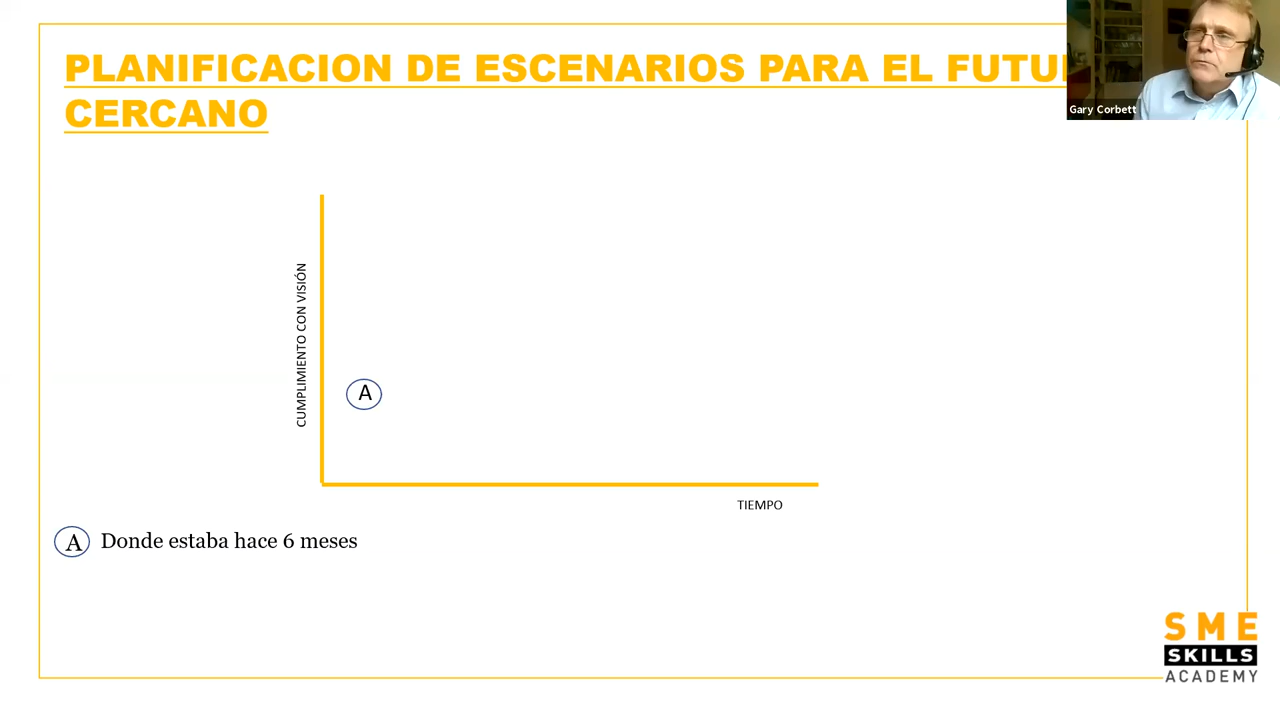 PLANIFICACION DE ESCENARIOS PARA EL
CERCANO
Gary Corbett
CUMPLIMIENTO CON VISIÓN
A
TIEMPO
A Donde estaba hace 6 meses
SME
SKILLS
ACADEMY